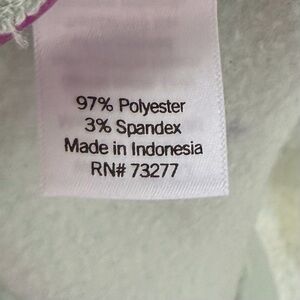 97% Polyester
3% Spandex
Made in Indonesia
RN# 73277